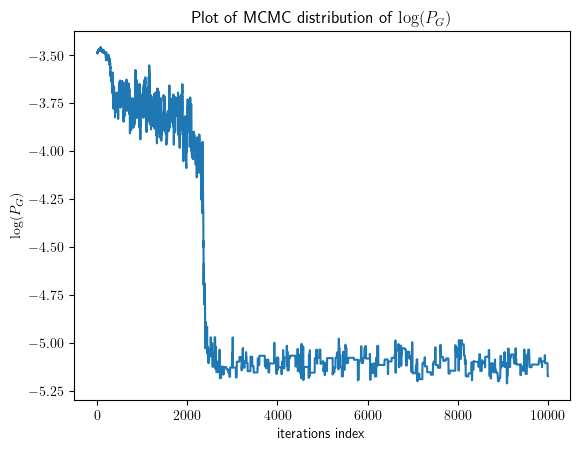 Plot of MCMC distribution of log(P_G)
−3.50
−3.75
−4.00
−4.25
−4.50
−4.75
−5.00
−5.25
log(P_G)
0 2000 4000 6000 8000 10000
iterations index